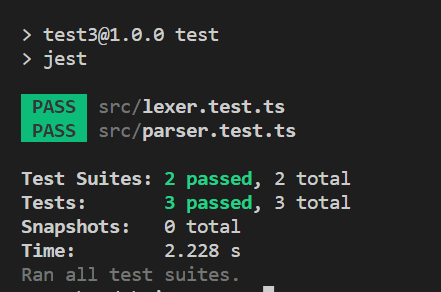 > test3@1.0.0 test
> jest
PASS src/lexer.test.ts
PASS src/parser.test.ts
Test Suites: 2 passed, 2 total
Tests: 3 passed, 3 total
Snapshots: 0 total
Time: 2.228 s
Ran all test suites.